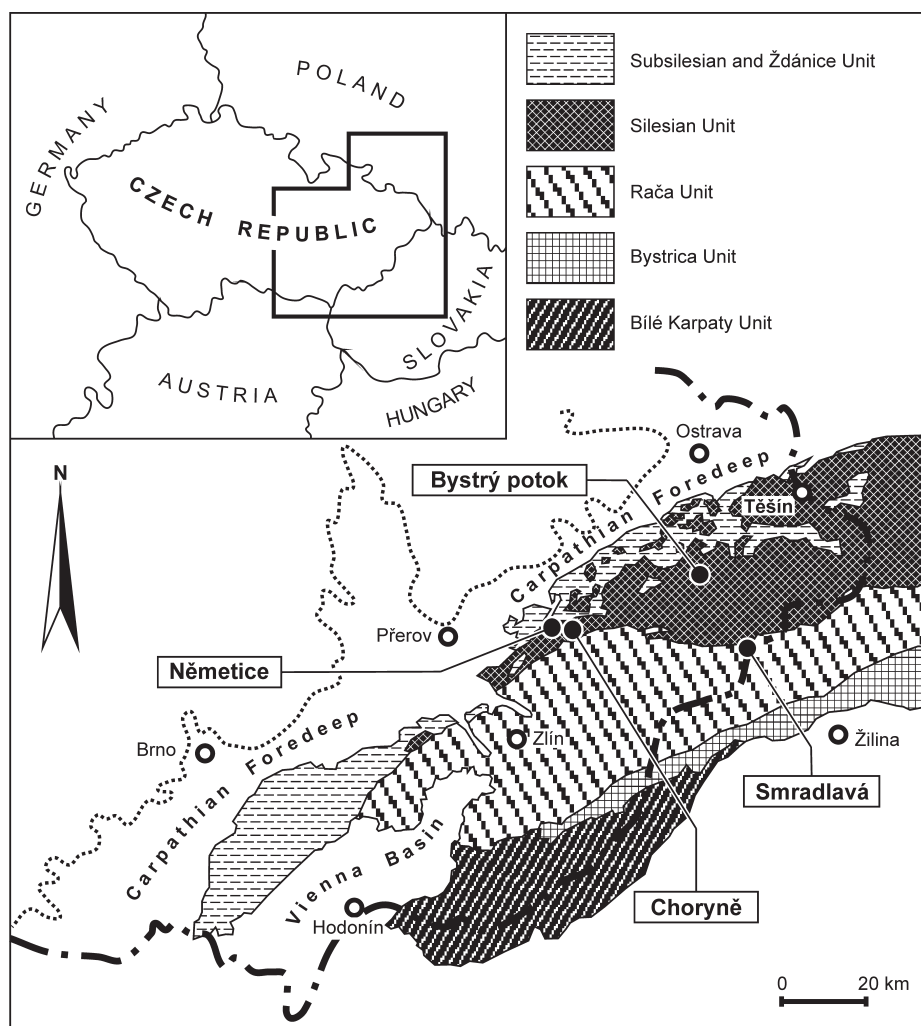 GERMANY
POLAND
CZECH REPUBLIC
SLOVAKIA
AUSTRIA
HUNGARY
Subsilesian and Ždánice Unit
Silesian Unit
Rača Unit
Bystrica Unit
Bílé Karpaty Unit
N
Ostrava
Bystrý potok
Carpathian Foredeep
Těšín
Přerov
Němetice
Brno
Carpathian Foredeep
Zlín
Žilina
Smradlavá
Vienna Basin
Choryně
Hodonín
0 20 km